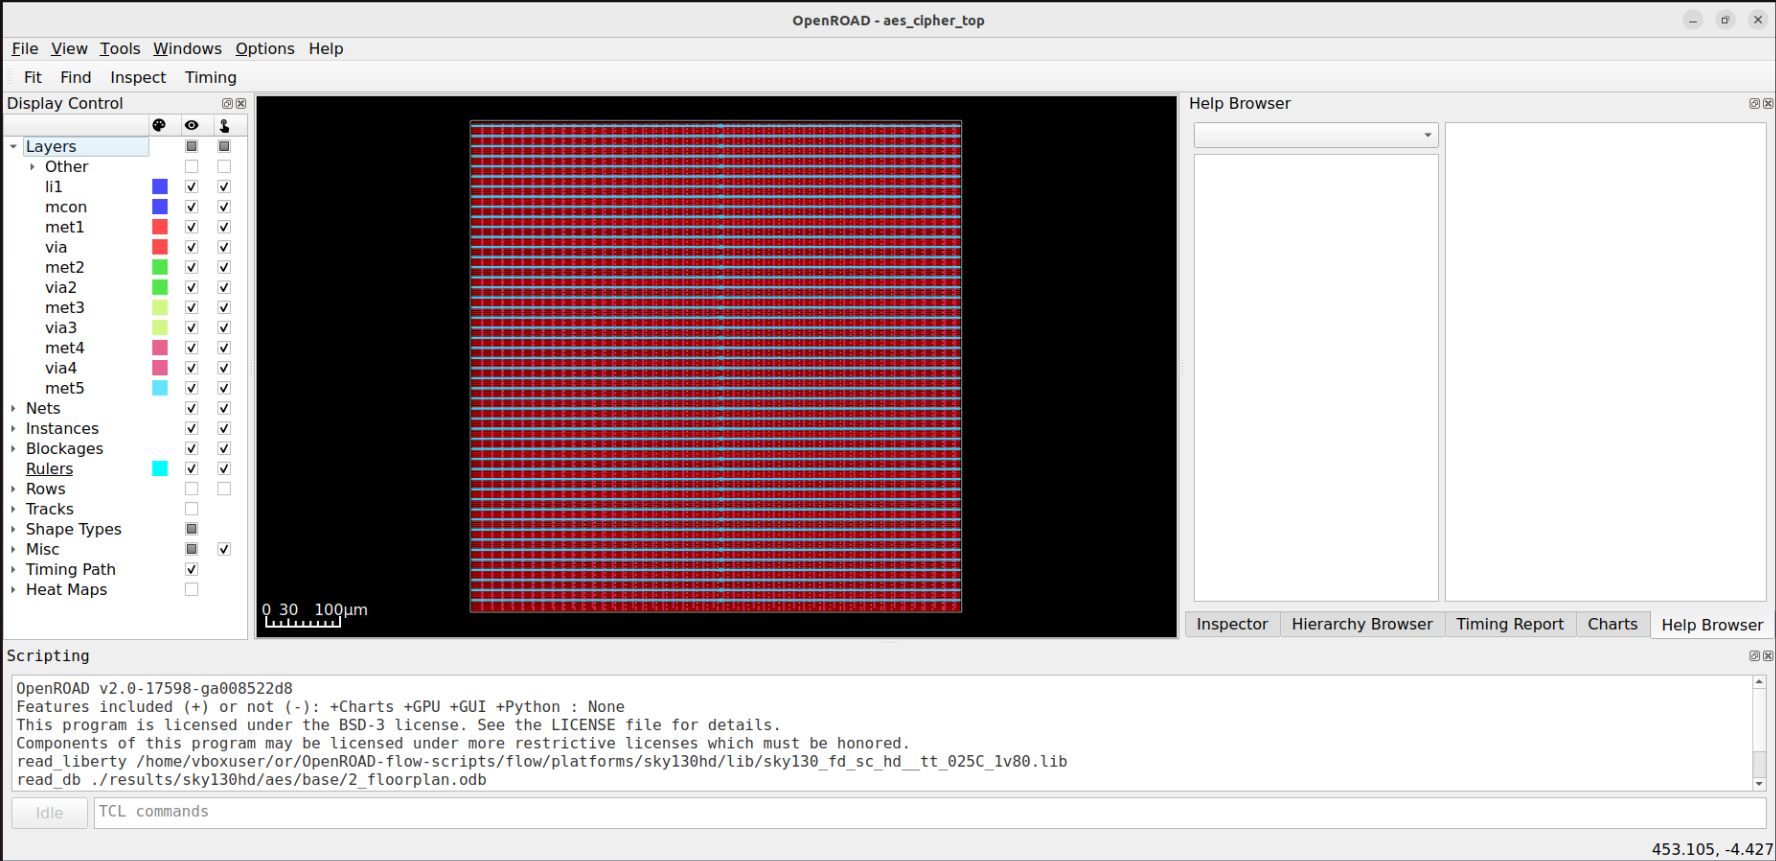 OpenROAD - aes_cipher_top
File View Tools Windows Options Help
Fit Find Inspect Timing
Display Control
Layers
Other
li1
mcon
met1
via
met2
via2
met3
via3
met4
via4
met5
Nets
Instances
Blockages
Rulers
Rows
Tracks
Shape Types
Misc
Timing Path
Heat Maps
0 30 100μm
Help Browser
Inspector Hierarchy Browser Timing Report Charts Help Browser
Scripting
OpenROAD v2.0-17598-ga008522d8
Features included (+) or not (-): +Charts +GPU +GUI +Python : None
This program is licensed under the BSD-3 license. See the LICENSE file for details.
Components of this program may be licensed under more restrictive licenses which must be honored.
read_liberty /home/vboxuser/or/OpenROAD-flow-scripts/flow/platforms/sky130hd/lib/sky130_fd_sc_hd__tt_025C_1v80.lib
read_db ./results/sky130hd/aes/base/2_floorplan.odb
Idle TCL commands
453.105, -4.427